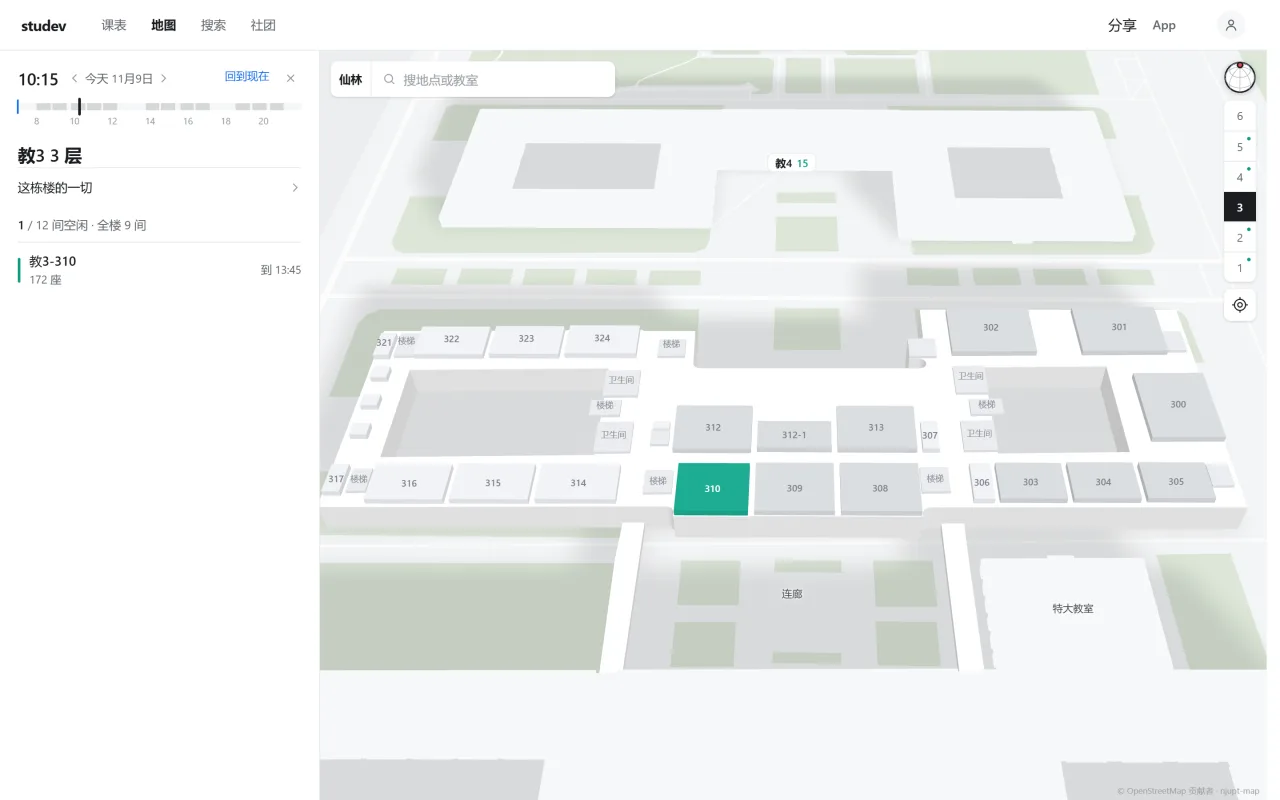 studev 课表 地图 搜索 社团 分享 App
10:15 今天 11月9日 回到现在
8 10 12 14 16 18 20
教3 3 层
这栋楼的一切
1 / 12 间空闲 · 全楼 9 间
教3-310 到 13:45
172 座
仙林 搜地点或教室
6
5
4
3
2
1
教4 15
321 楼梯 322 323 324 楼梯 302 301
卫生间 卫生间
楼梯 楼梯 300
卫生间 312 312-1 313 307 卫生间
317 楼梯 316 315 314 楼梯 310 309 308 楼梯 306 303 304 305
连廊
特大教室
© OpenStreetMap 贡献者 · njupt-map